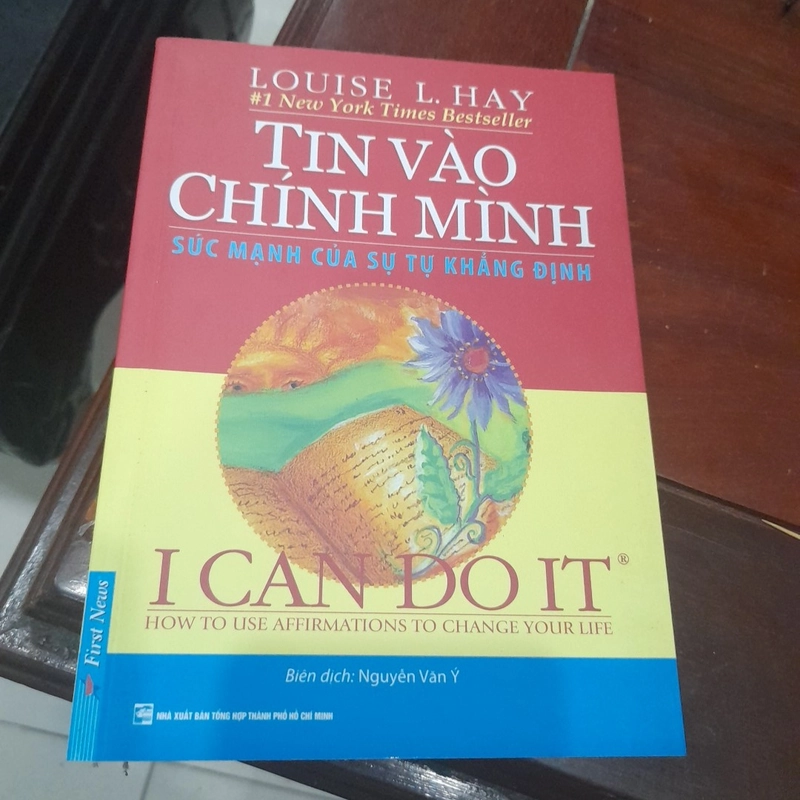 LOUISE L. HAY
#1 New York Times Bestseller
TIN VÀO
CHÍNH MÌNH
SỨC MẠNH CỦA SỰ TỰ KHẲNG ĐỊNH
I CAN DO IT®
HOW TO USE AFFIRMATIONS TO CHANGE YOUR LIFE
First News
Biên dịch: Nguyễn Văn Ý
NHÀ XUẤT BẢN TỔNG HỢP THÀNH PHỐ HỒ CHÍ MINH